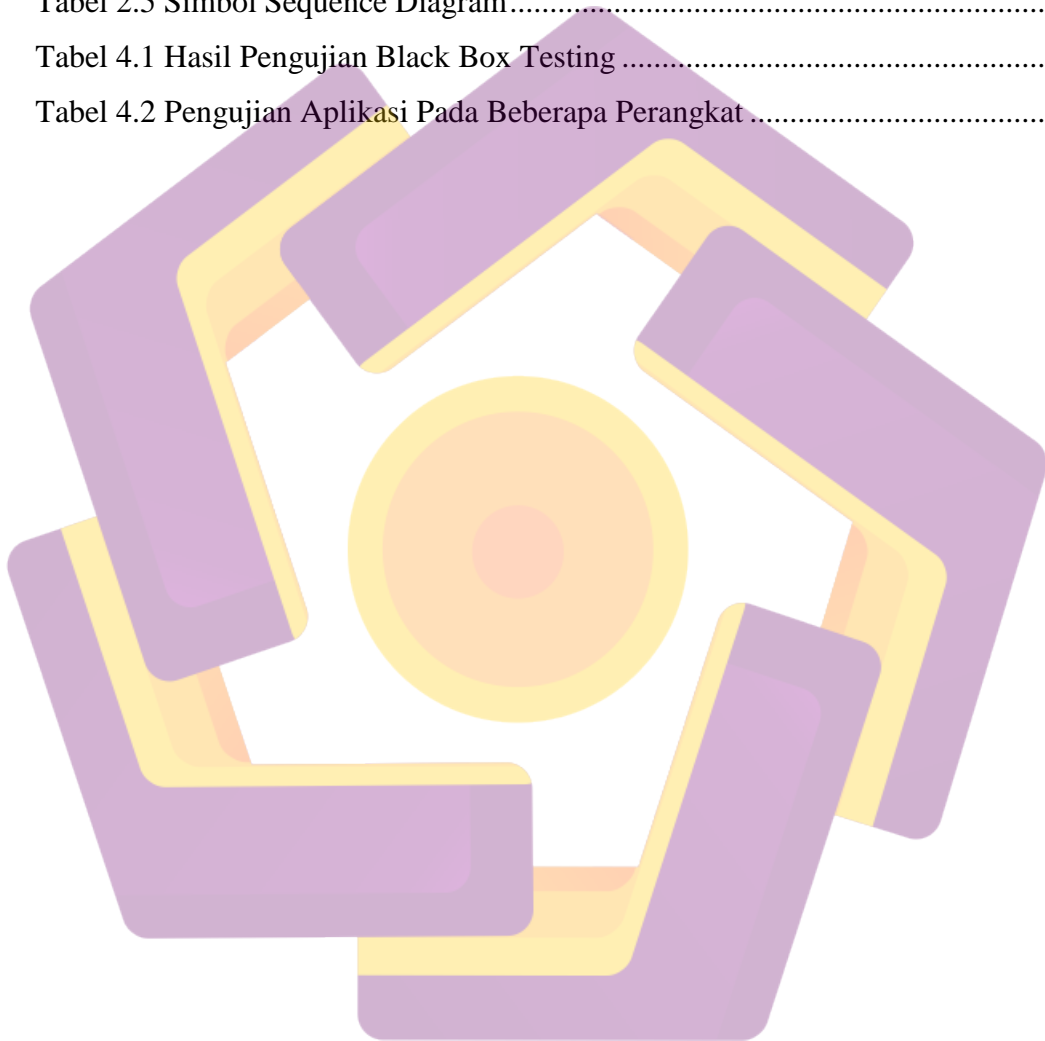 Tabel 2.5 Simbol Sequence Diagram........................................................................
Tabel 4.1 Hasil Pengujian Black Box Testing ..........................................................
Tabel 4.2 Pengujian Aplikasi Pada Beberapa Perangkat ........................................